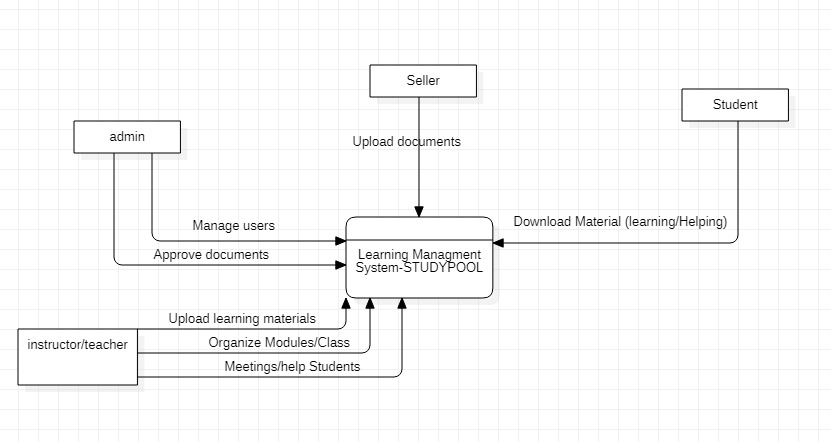 Seller
Student
admin
Upload documents
Manage users
Download Material (learning/Helping)
Approve documents
Learning Managment
System-STUDYPOOL
Upload learning materials
instructor/teacher
Organize Modules/Class
Meetings/help Students